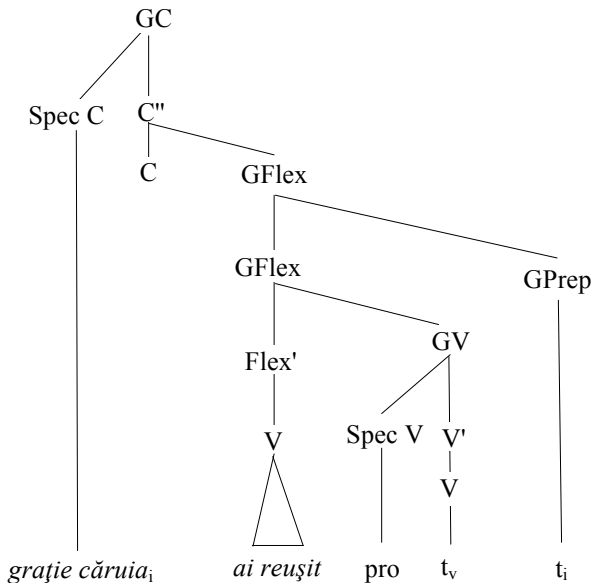 GC
Spec C C"
C GFlex
GFlex GPrep
GV
Flex'
V Spec V V'
V
graţie căruiaᵢ ai reuşit pro tᵥ tᵢ